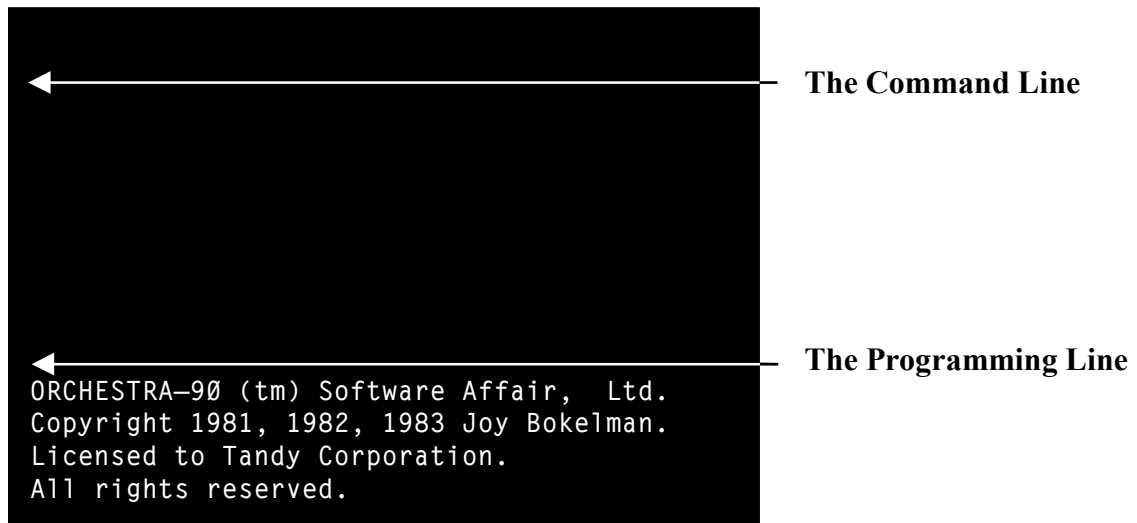 The Command Line
The Programming Line
ORCHESTRA—9Ø (tm) Software Affair, Ltd.
Copyright 1981, 1982, 1983 Joy Bokelman.
Licensed to Tandy Corporation.
All rights reserved.